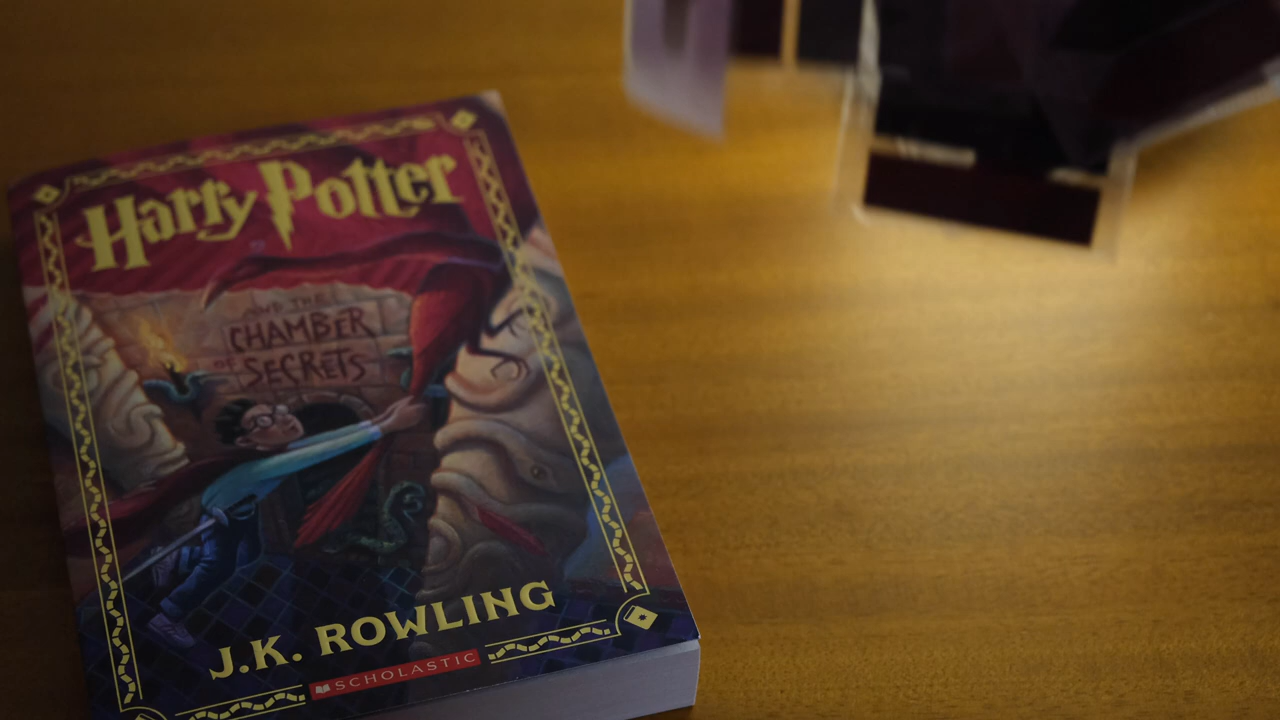 Harry Potter
AND THE
CHAMBER
OF SECRETS
J.K. ROWLING
SCHOLASTIC